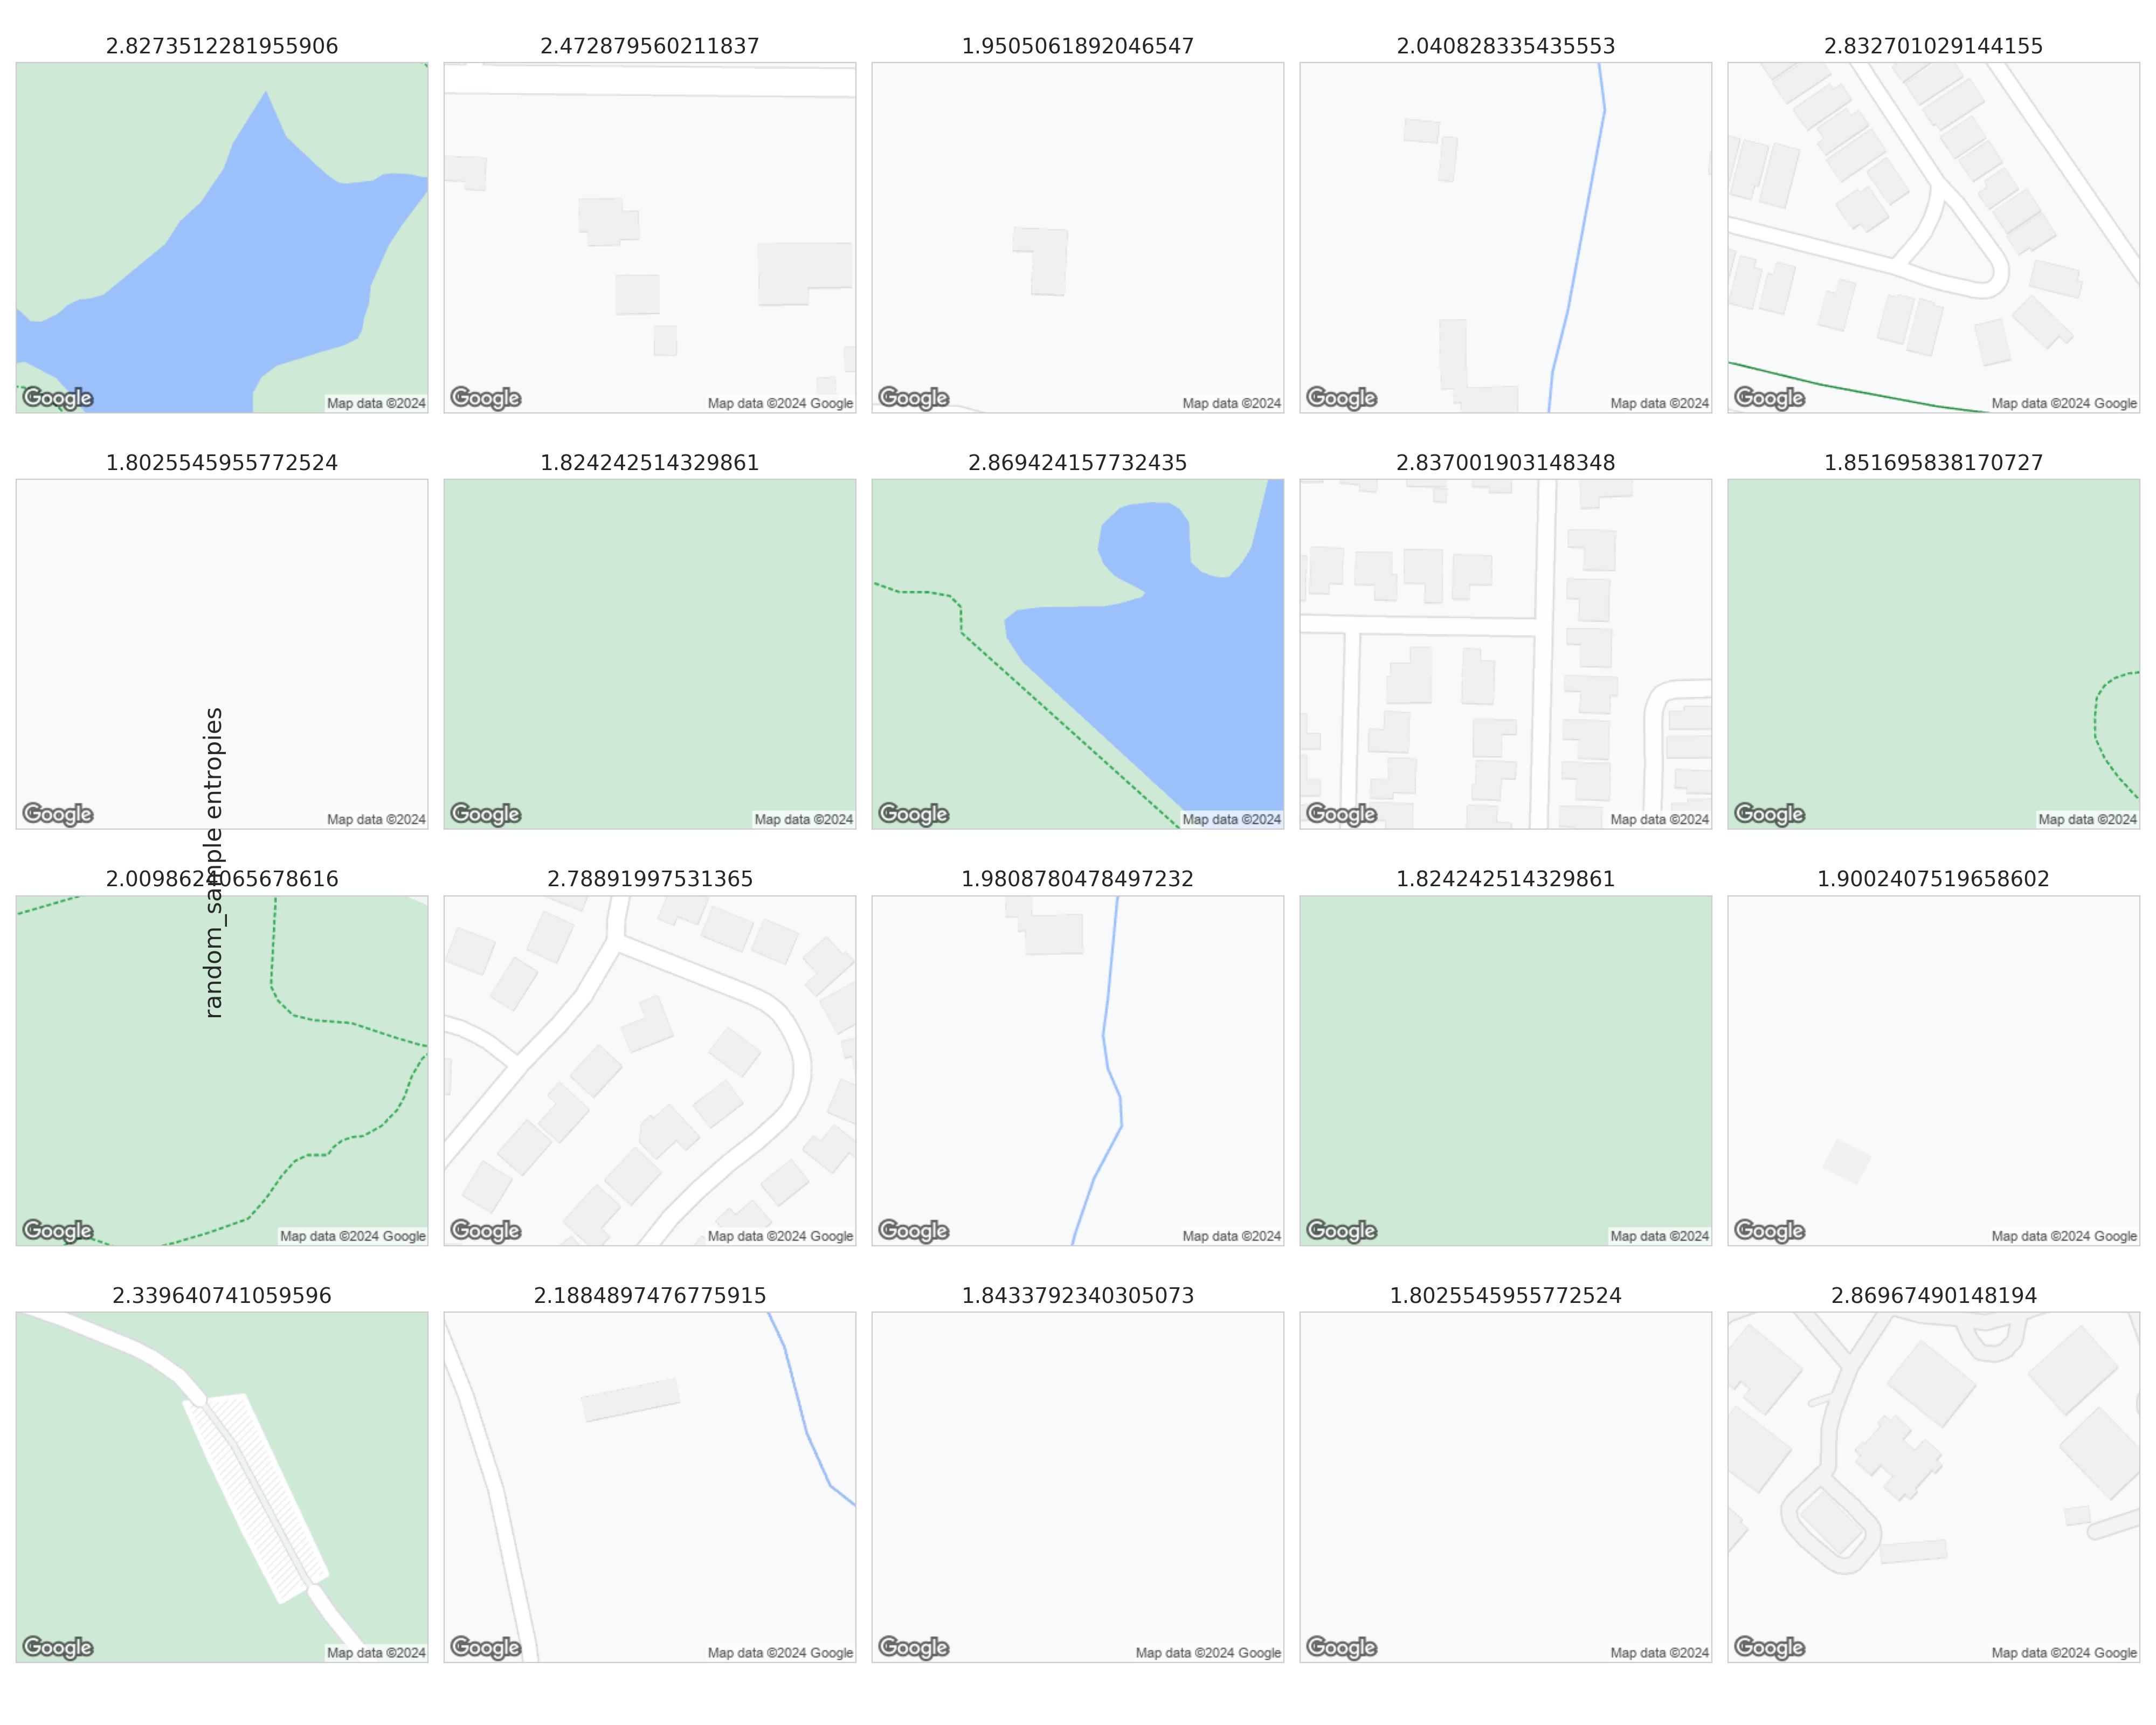 2.8273512281955906
2.472879560211837
1.9505061892046547
2.040828335435553
2.832701029144155
Google
Map data ©2024
Google
Map data ©2024 Google
Google
Map data ©2024
Google
Map data ©2024
Google
Map data ©2024 Google
1.8025545955772524
1.824242514329861
2.869424157732435
2.837001903148348
1.851695838170727
Google
Map data ©2024
Google
Map data ©2024
Google
Map data ©2024
Google
Map data ©2024
Google
Map data ©2024
random_sample entropies
2.78891997531365
1.9808780478497232
1.824242514329861
1.9002407519658602
Google
Map data ©2024 Google
Google
Map data ©2024 Google
Google
Map data ©2024
Google
Map data ©2024
Google
Map data ©2024 Google
2.339640741059596
2.1884897476775915
1.8433792340305073
1.8025545955772524
2.86967490148194
Google
Map data ©2024
Google
Map data ©2024 Google
Google
Map data ©2024 Google
Google
Map data ©2024
Google
Map data ©2024 Google